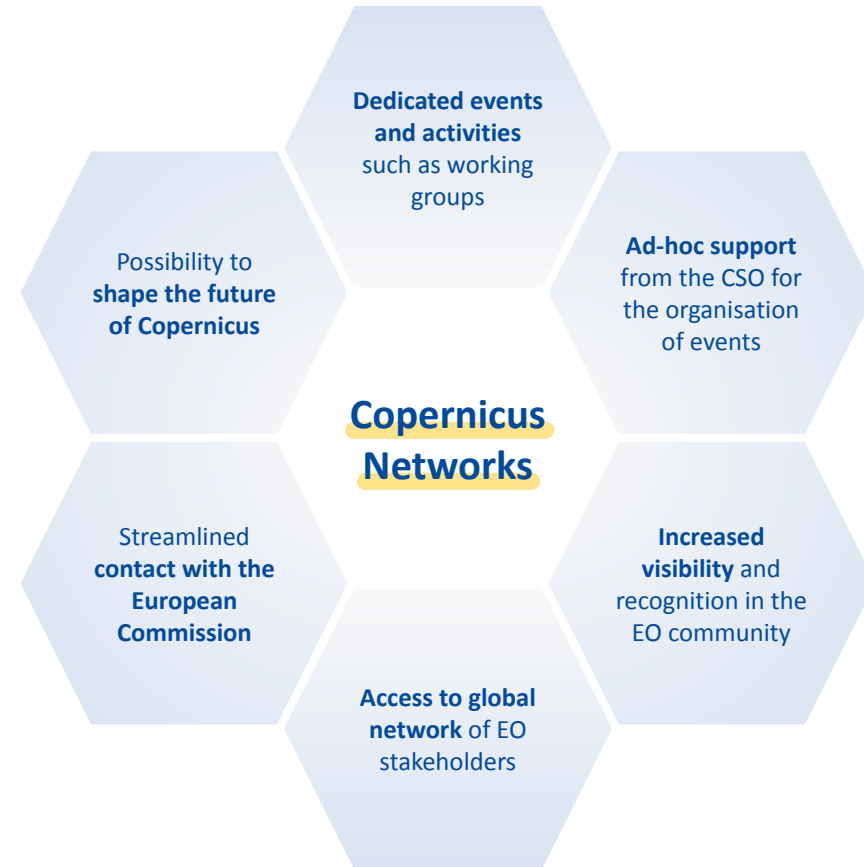 Dedicated events
and activities
such as working
groups
Possibility to
shape the future
of Copernicus
Ad-hoc support
from the CSO for
the organisation
of events
Copernicus
Networks
Streamlined
contact with the
European
Commission
Increased
visibility and
recognition in the
EO community
Access to global
network of EO
stakeholders